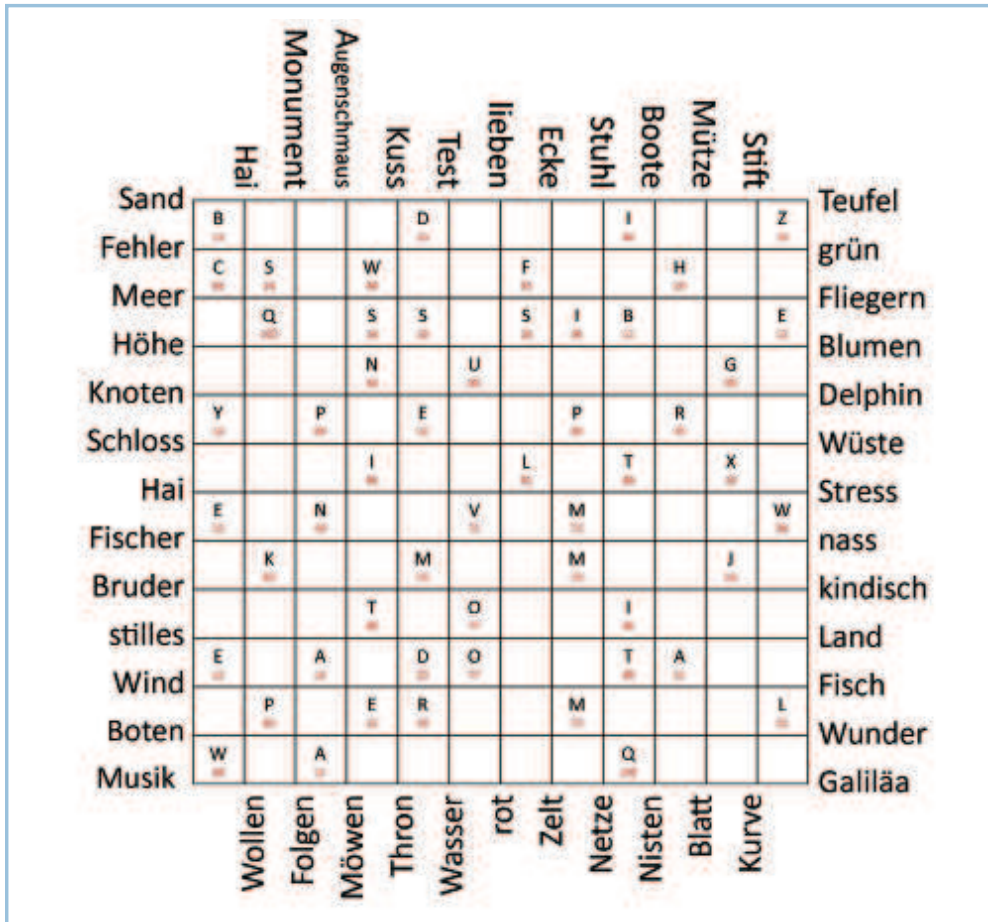 Hai Monument Augenschmaus Kuss Test lieben Ecke Stuhl Boote Mütze Stift
Sand Teufel
B D I Z
Fehler grün
C S W F H
Meer Fliegern
Q S S S I B E
Höhe Blumen
N U G
Knoten Delphin
Y P E P R
Schloss Wüste
I L T X
Hai Stress
E N V M W
Fischer nass
K M M J
Bruder kindisch
T O I
stilles Land
E A D O T A
Wind Fisch
P E R M L
Boten Wunder
W A Q
Musik Galiläa
Wollen Folgen Möwen Thron Wasser rot Zelt Netze Nisten Blatt Kurve